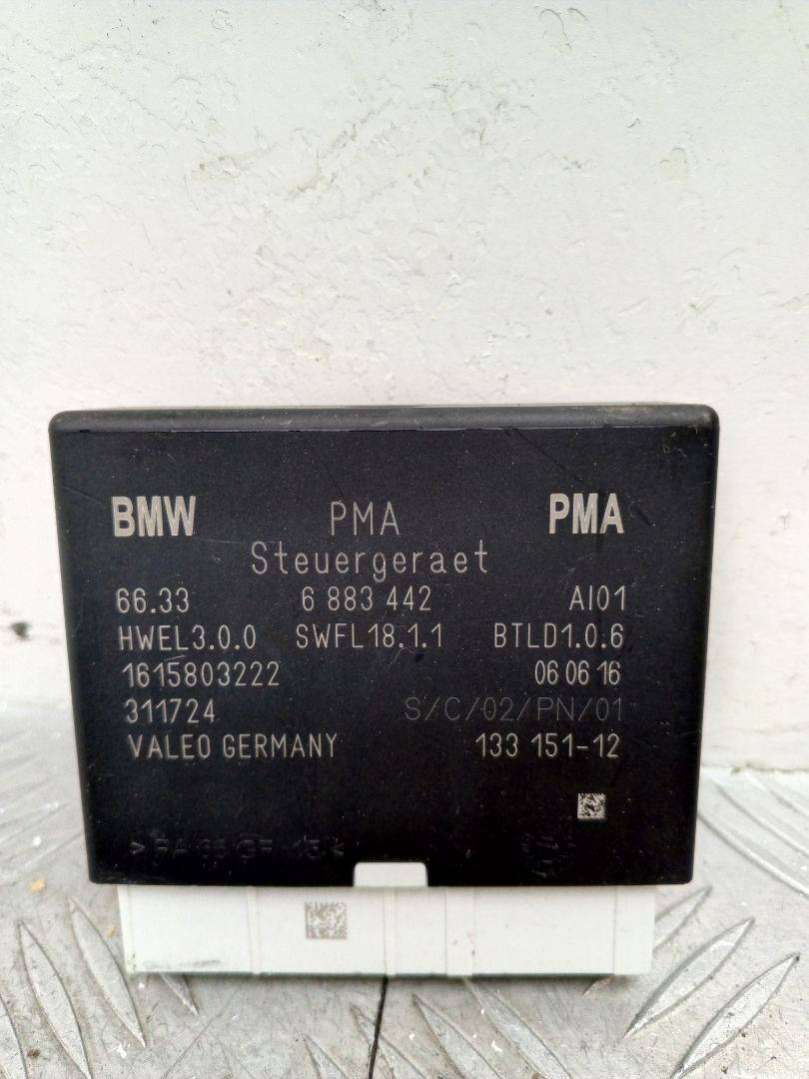 BMW PMA PMA
Steuergeraet
66.33 6 883 442 AI01
HWEL3.0.0 SWFL18.1.1 BTLD1.0.6
1615803222 06 06 16
311724 S/C/02/PN/01
VALEO GERMANY 133 151-12